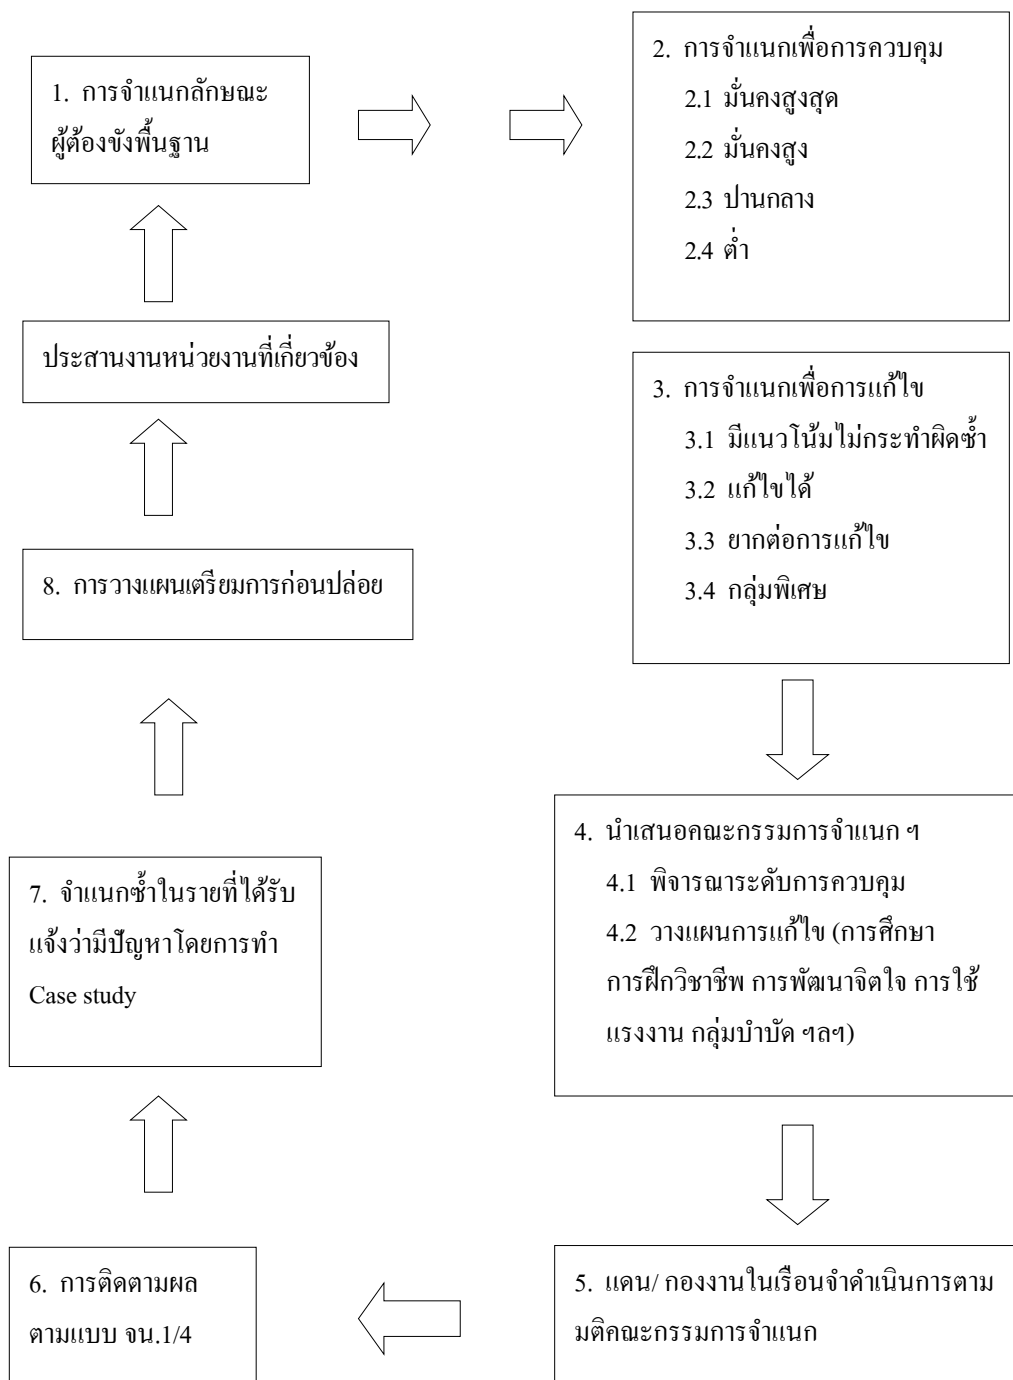 1. การจำแนกลักษณะ
ผู้ต้องขังพื้นฐาน
2. การจำแนกเพื่อการควบคุม
2.1 มั่นคงสูงสุด
2.2 มั่นคงสูง
2.3 ปานกลาง
2.4 ต่ำ
ประสานงานหน่วยงานที่เกี่ยวข้อง
3. การจำแนกเพื่อการแก้ไข
3.1 มีแนวโน้มไม่กระทำผิดซ้ำ
3.2 แก้ไขได้
3.3 ยากต่อการแก้ไข
3.4 กลุ่มพิเศษ
8. การวางแผนเตรียมการก่อนปล่อย
4. นำเสนอคณะกรรมการจำแนก ฯ
4.1 พิจารณาระดับการควบคุม
4.2 วางแผนการแก้ไข (การศึกษา
การฝึกวิชาชีพ การพัฒนาจิตใจ การใช้
แรงงาน กลุ่มบำบัด ฯลฯ)
7. จำแนกซ้ำในรายที่ได้รับ
แจ้งว่ามีปัญหาโดยการทำ
Case study
6. การติดตามผล
ตามแบบ จน.1/4
5. แดน/ กองงานในเรือนจำดำเนินการตาม
มติคณะกรรมการจำแนก